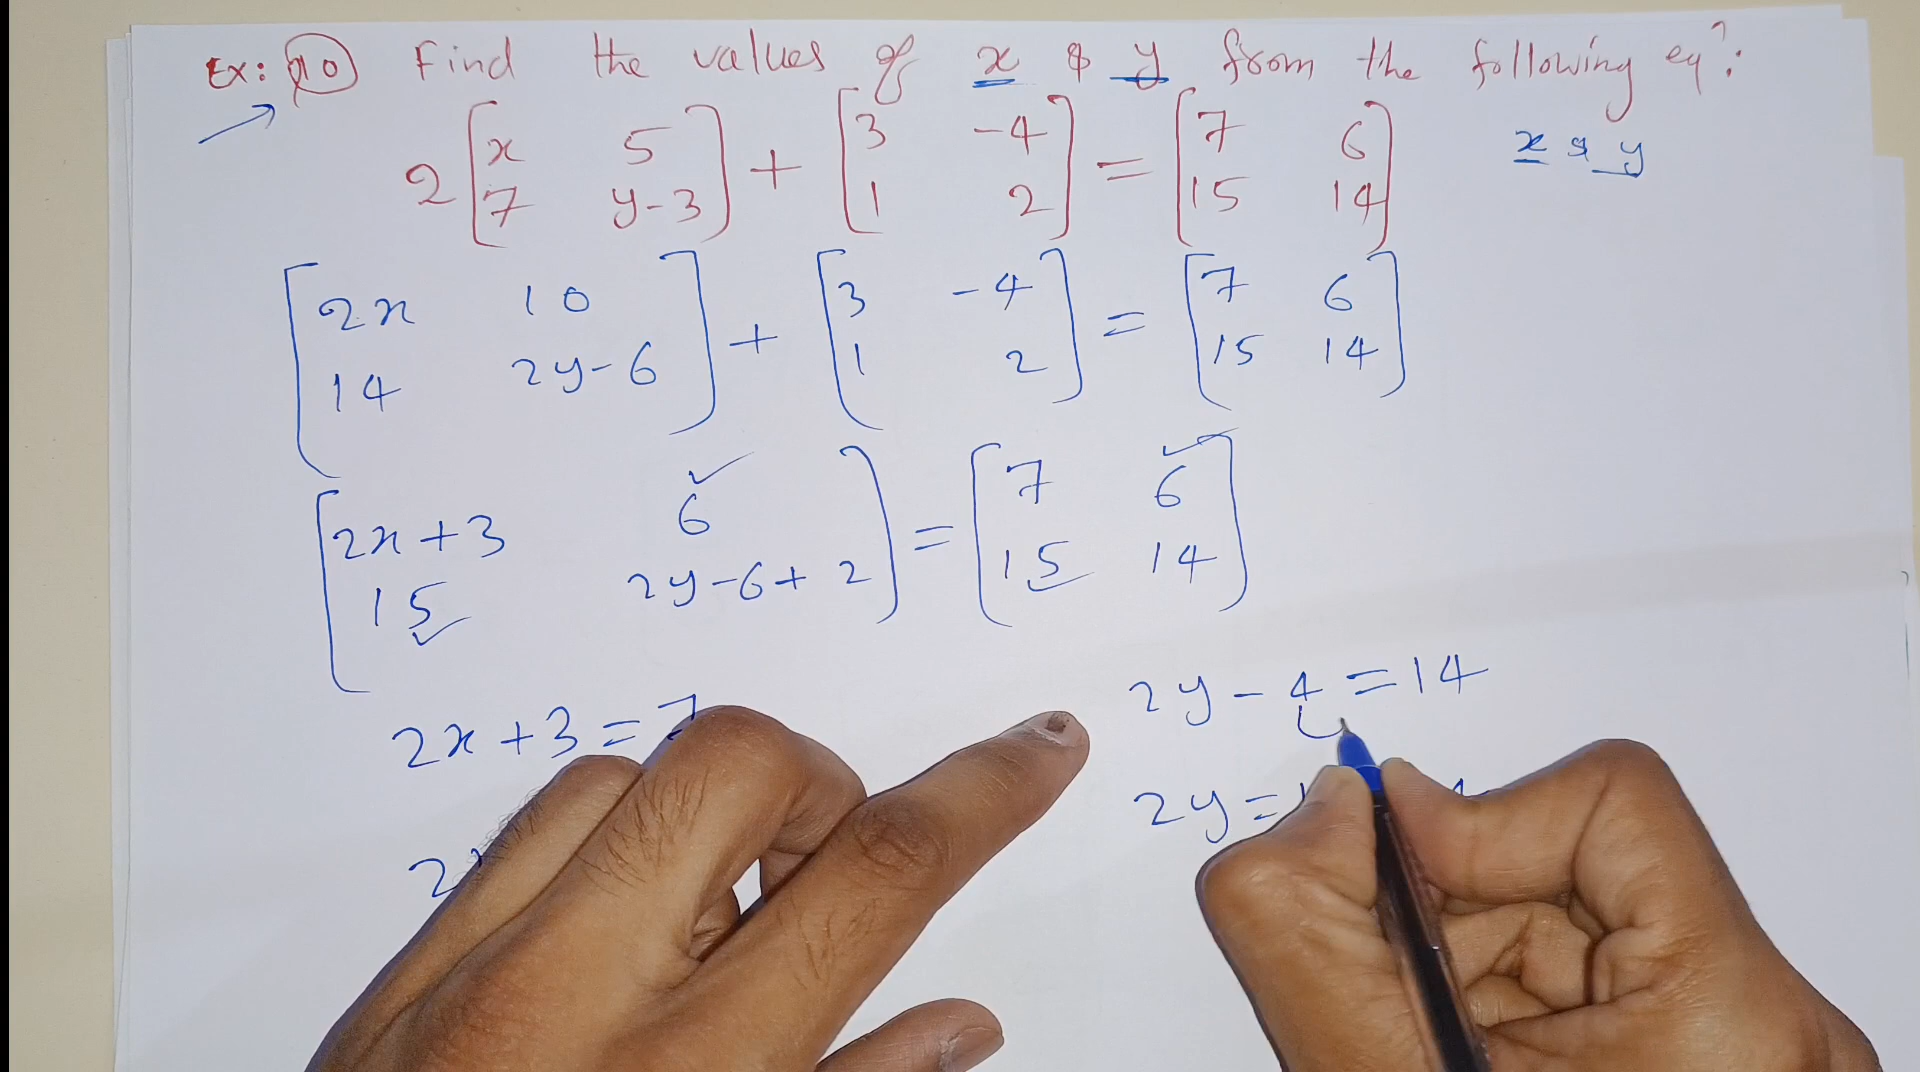 Ex: 10 Find the values of x & y from the following eqn:
2 [x 5 + [3 -4 = [7 6 x & y
7 y-3] 1 2] 15 14]
[2x 10 + [3 -4 = [7 6
14 2y-6] 1 2] 15 14]
[2x+3 6 = [7 6
15 2y-6+2] 15 14]
2x+3=7 2y-4=14
2y=